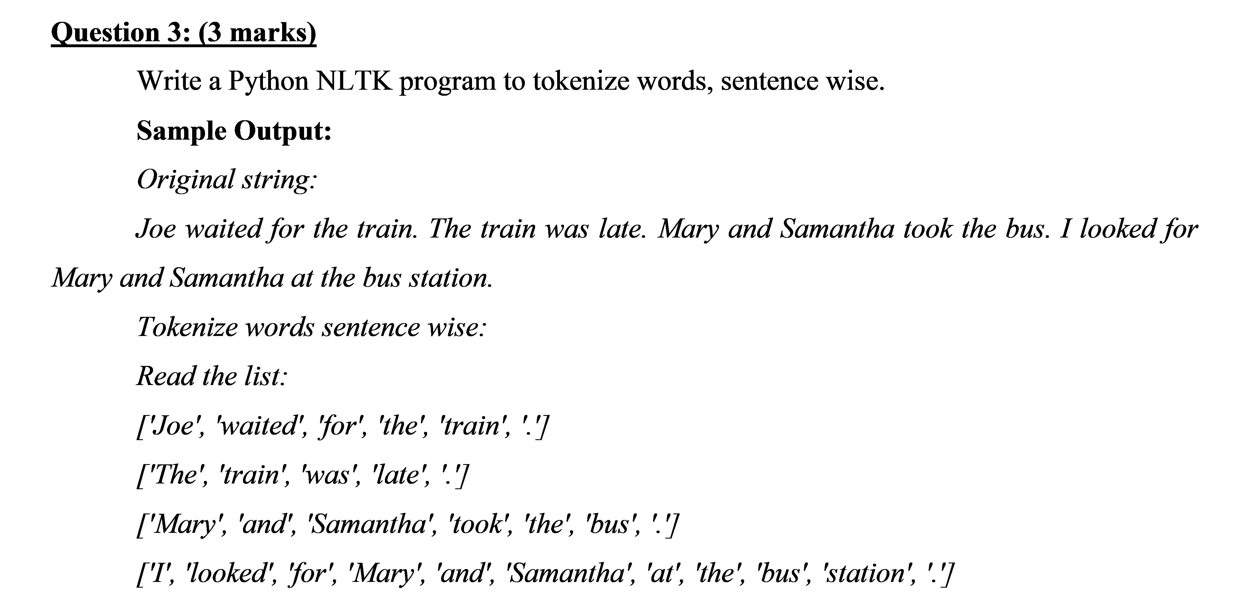 Question 3: (3 marks)
Write a Python NLTK program to tokenize words, sentence wise.
Sample Output:
Original string:
Joe waited for the train. The train was late. Mary and Samantha took the bus. I looked for
Mary and Samantha at the bus station.
Tokenize words sentence wise:
Read the list:
['Joe', 'waited', 'for', 'the', 'train', '.']
['The', 'train', 'was', 'late', '.']
['Mary', 'and', 'Samantha', 'took', 'the', 'bus', '.']
['I', 'looked', 'for', 'Mary', 'and', 'Samantha', 'at', 'the', 'bus', 'station', '.']